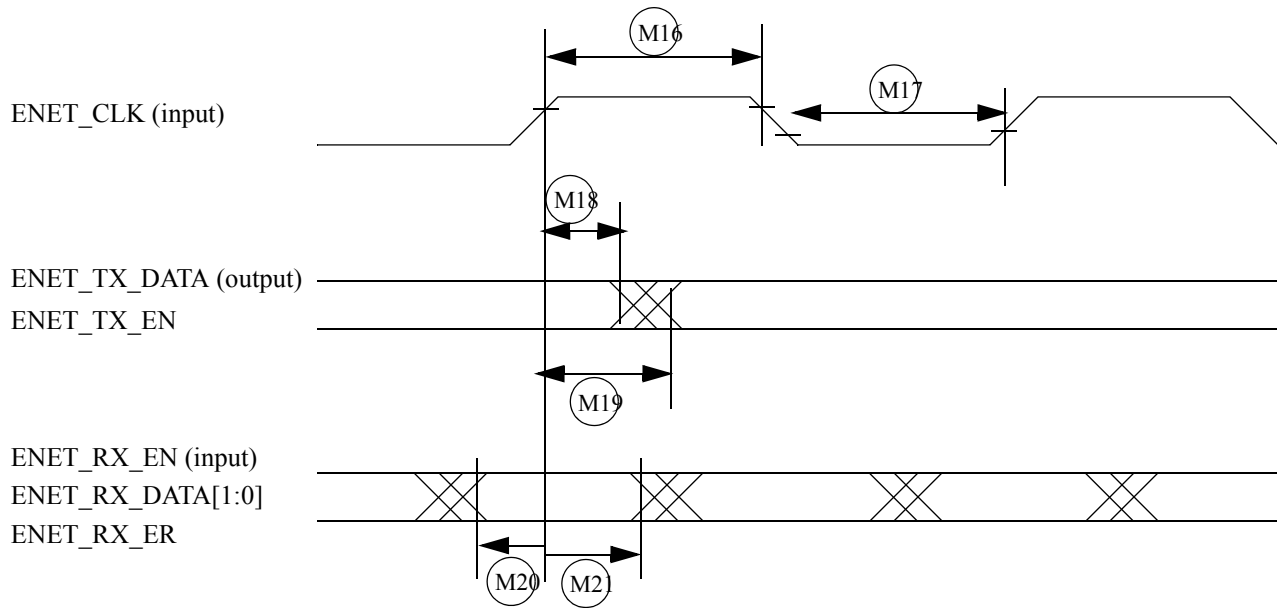 M16
M17
ENET_CLK (input)
M18
ENET_TX_DATA (output)
ENET_TX_EN
M19
ENET_RX_EN (input)
ENET_RX_DATA[1:0]
ENET_RX_ER
M20
M21